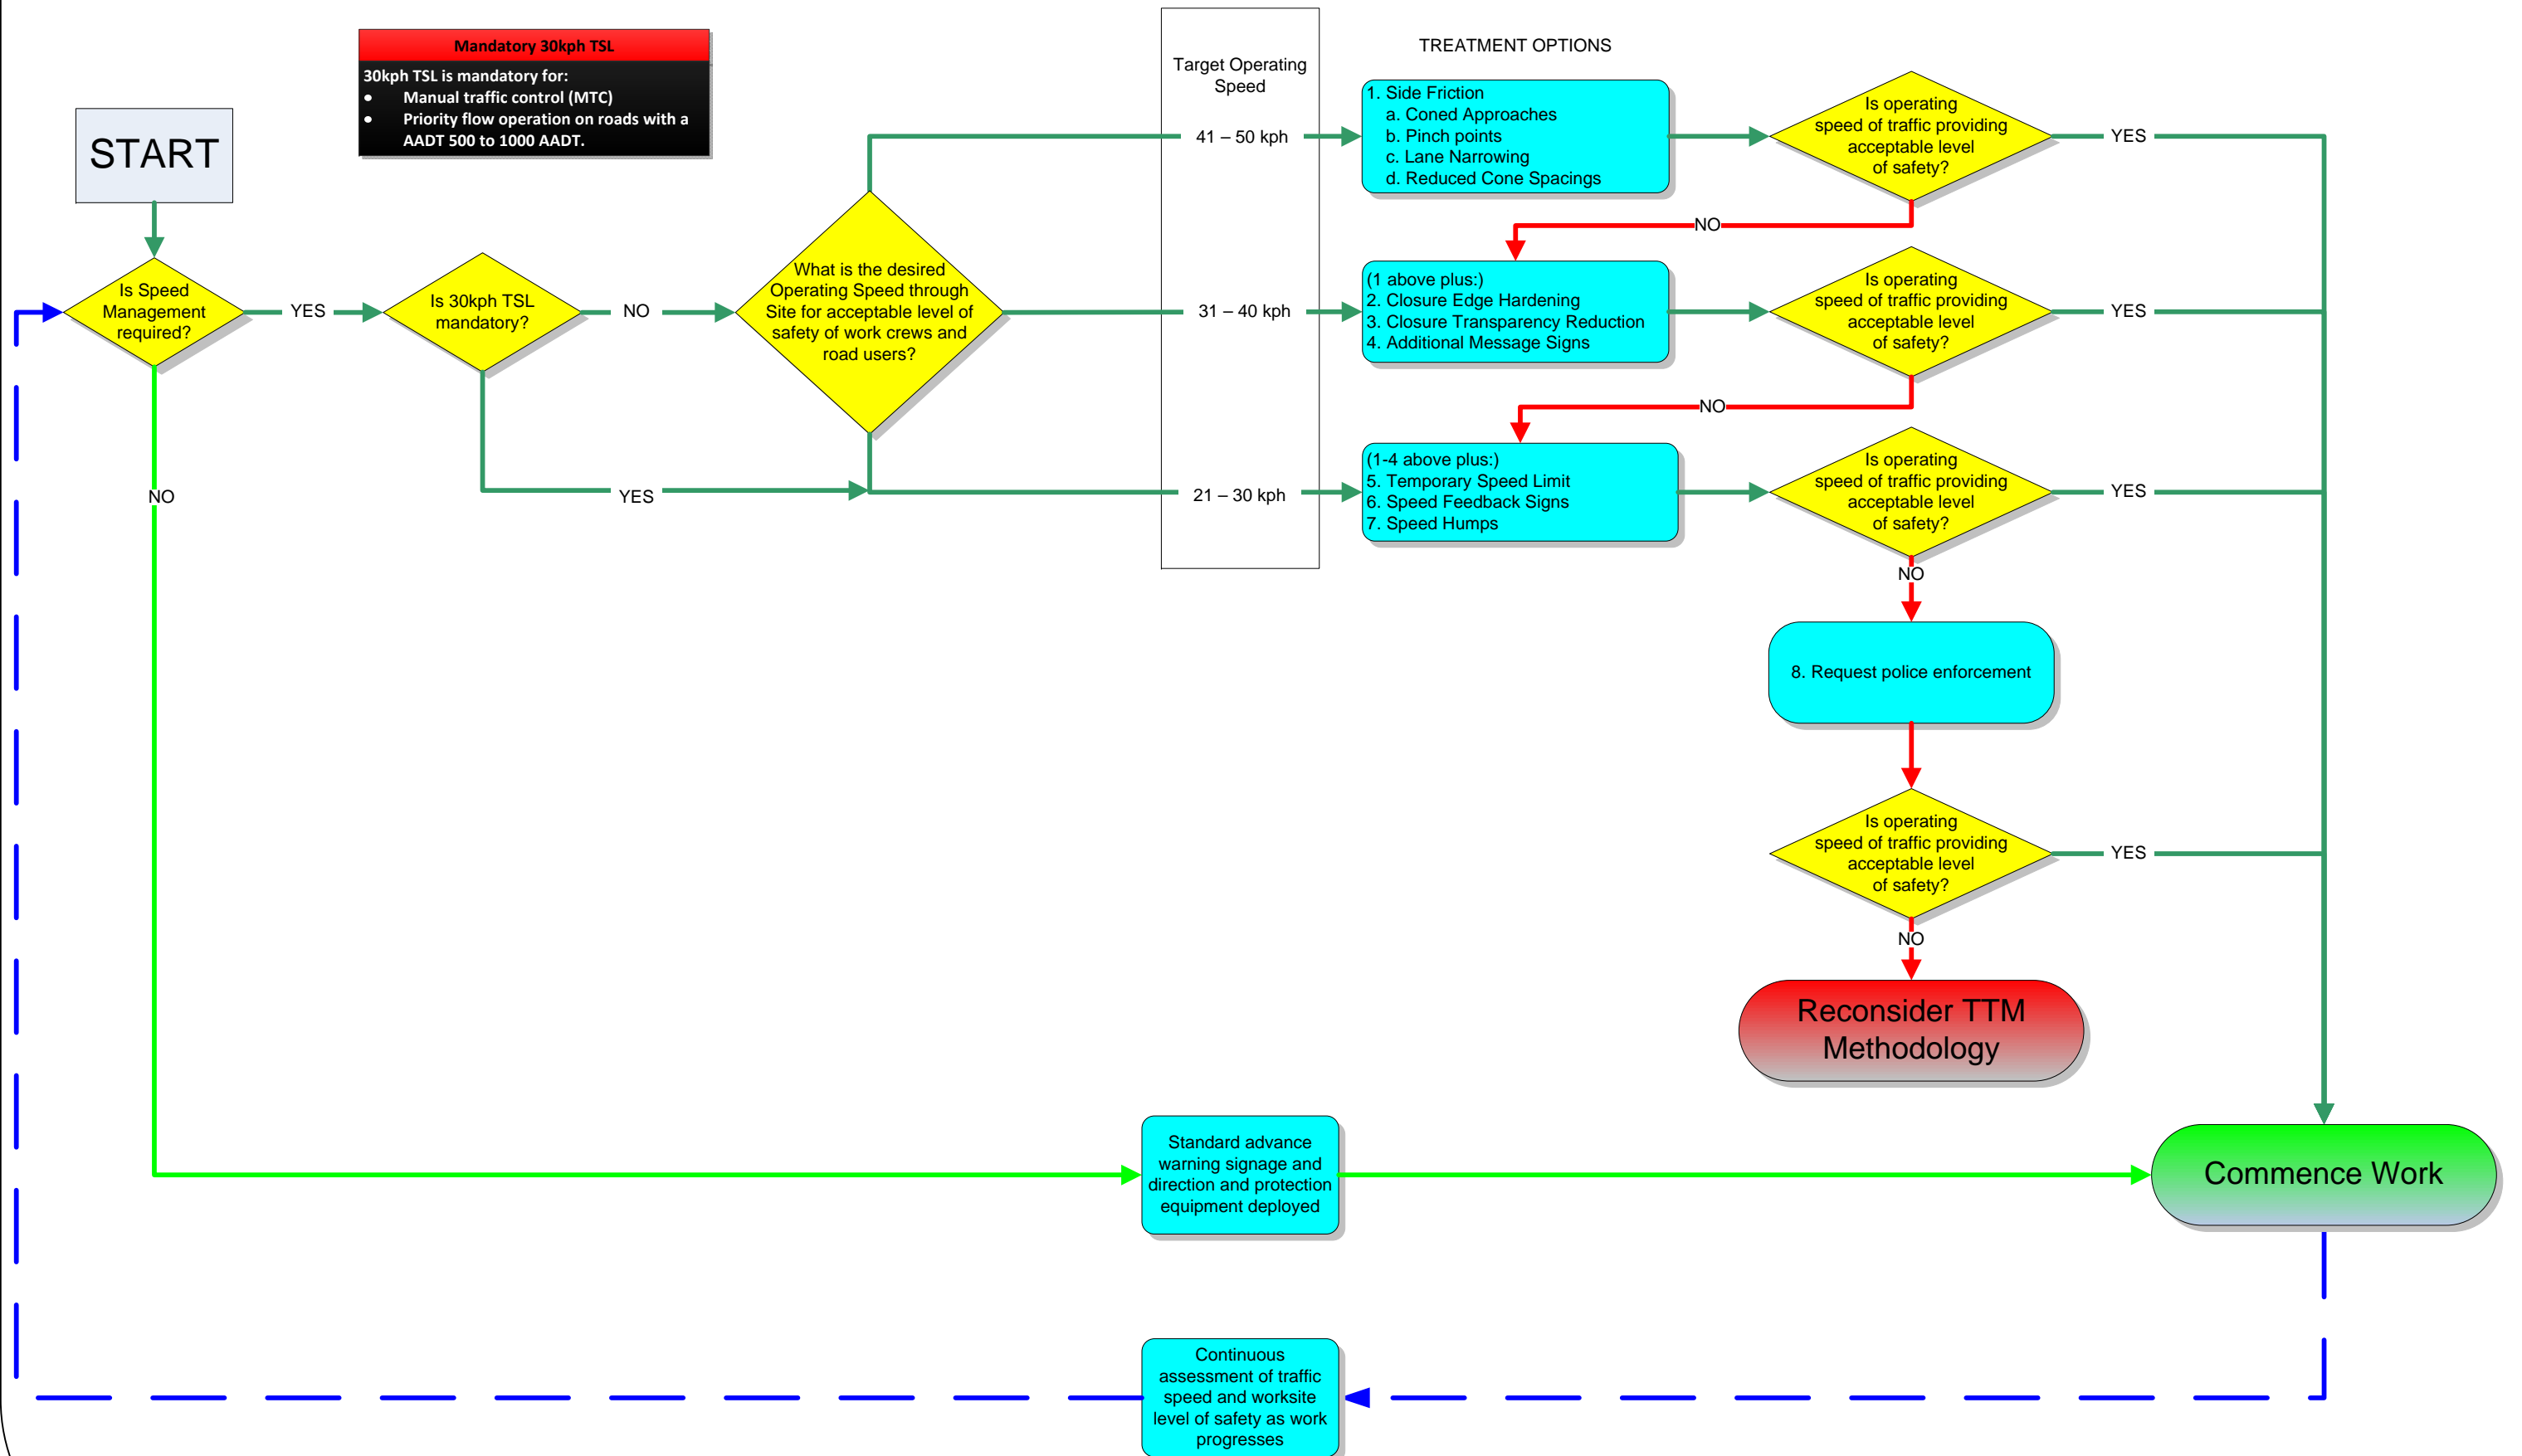 Mandatory 30kph TSL
30kph TSL is mandatory for:
● Manual traffic control (MTC)
● Priority flow operation on roads with a
AADT 500 to 1000 AADT.
START
Is Speed
Management
required?
YES
NO
Is 30kph TSL
mandatory?
NO
YES
What is the desired
Operating Speed through
Site for acceptable level of
safety of work crews and
road users?
Target Operating
Speed
41 – 50 kph
31 – 40 kph
21 – 30 kph
TREATMENT OPTIONS
1. Side Friction
a. Coned Approaches
b. Pinch points
c. Lane Narrowing
d. Reduced Cone Spacings
Is operating
speed of traffic providing
acceptable level
of safety?
YES
NO
(1 above plus:)
2. Closure Edge Hardening
3. Closure Transparency Reduction
4. Additional Message Signs
Is operating
speed of traffic providing
acceptable level
of safety?
YES
NO
(1-4 above plus:)
5. Temporary Speed Limit
6. Speed Feedback Signs
7. Speed Humps
Is operating
speed of traffic providing
acceptable level
of safety?
YES
NO
8. Request police enforcement
Is operating
speed of traffic providing
acceptable level
of safety?
YES
NO
Reconsider TTM
Methodology
Standard advance
warning signage and
direction and protection
equipment deployed
Commence Work
Continuous
assessment of traffic
speed and worksite
level of safety as work
progresses